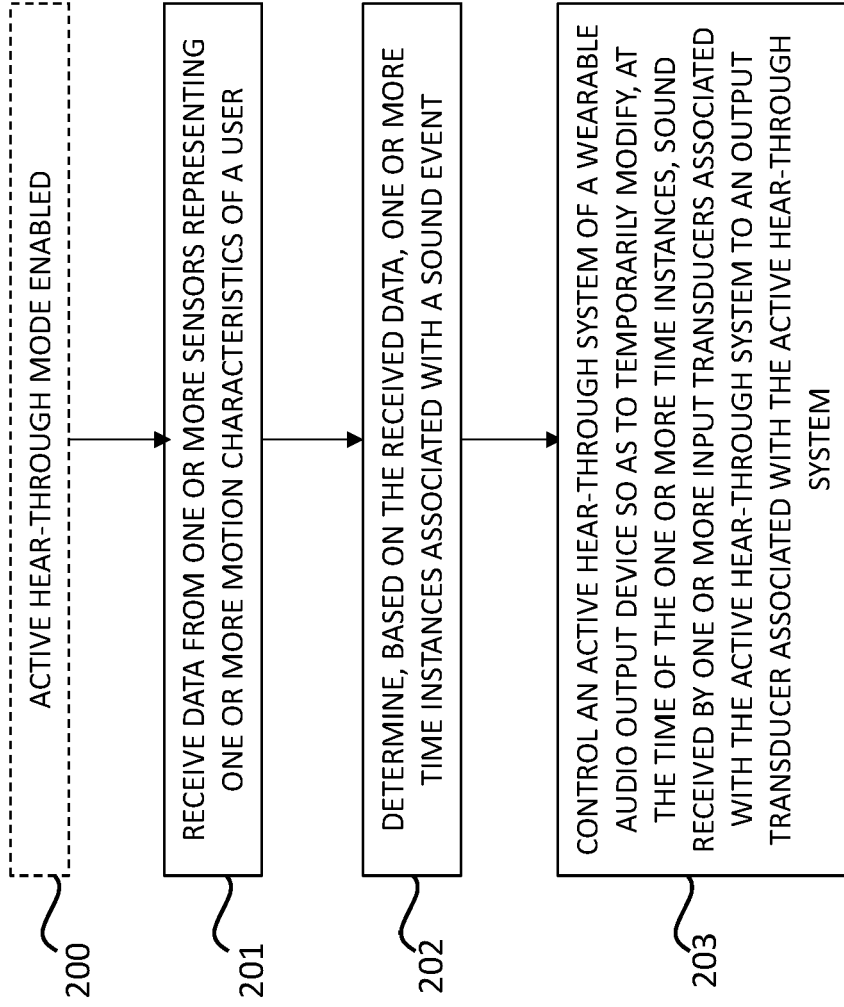 ACTIVE HEAR-THROUGH MODE ENABLED
200
RECEIVE DATA FROM ONE OR MORE SENSORS REPRESENTING
ONE OR MORE MOTION CHARACTERISTICS OF A USER
201
DETERMINE, BASED ON THE RECEIVED DATA, ONE OR MORE
TIME INSTANCES ASSOCIATED WITH A SOUND EVENT
202
CONTROL AN ACTIVE HEAR-THROUGH SYSTEM OF A WEARABLE
AUDIO OUTPUT DEVICE SO AS TO TEMPORARILY MODIFY, AT
THE TIME OF THE ONE OR MORE TIME INSTANCES, SOUND
RECEIVED BY ONE OR MORE INPUT TRANSDUCERS ASSOCIATED
WITH THE ACTIVE HEAR-THROUGH SYSTEM TO AN OUTPUT
TRANSDUCER ASSOCIATED WITH THE ACTIVE HEAR-THROUGH
SYSTEM
203